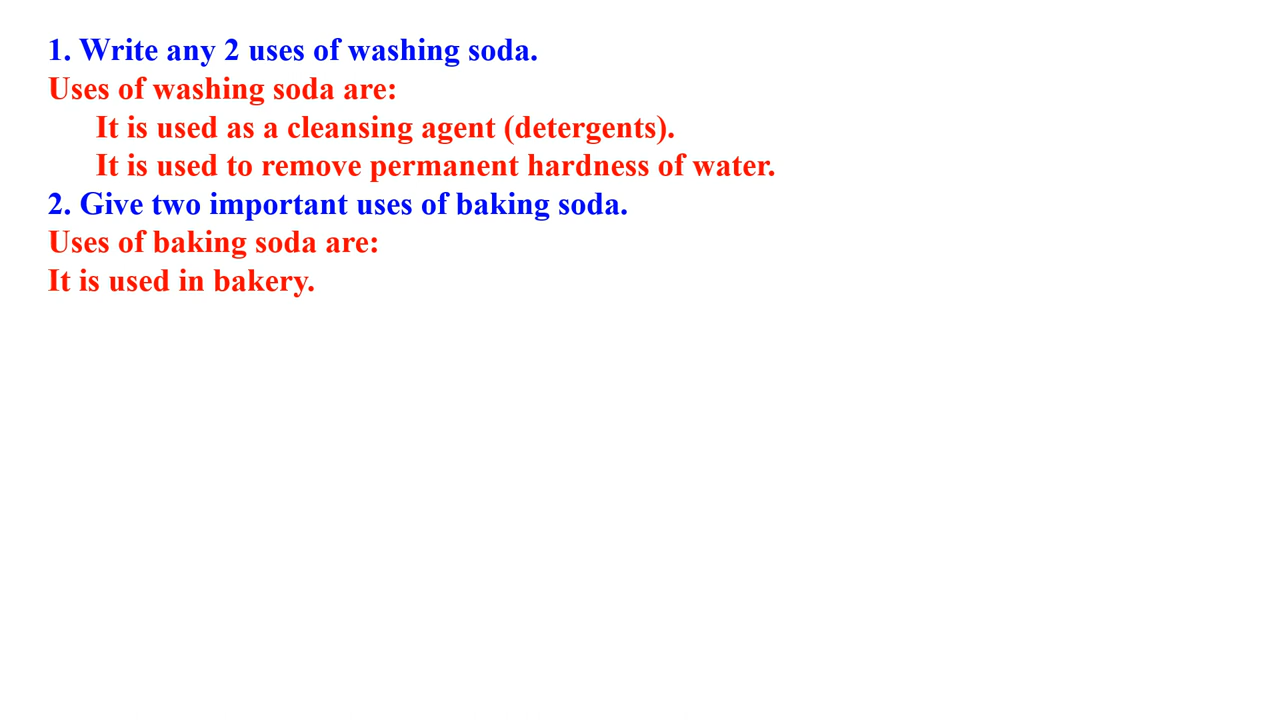 1. Write any 2 uses of washing soda.
Uses of washing soda are:
It is used as a cleansing agent (detergents).
It is used to remove permanent hardness of water.
2. Give two important uses of baking soda.
Uses of baking soda are:
It is used in bakery.